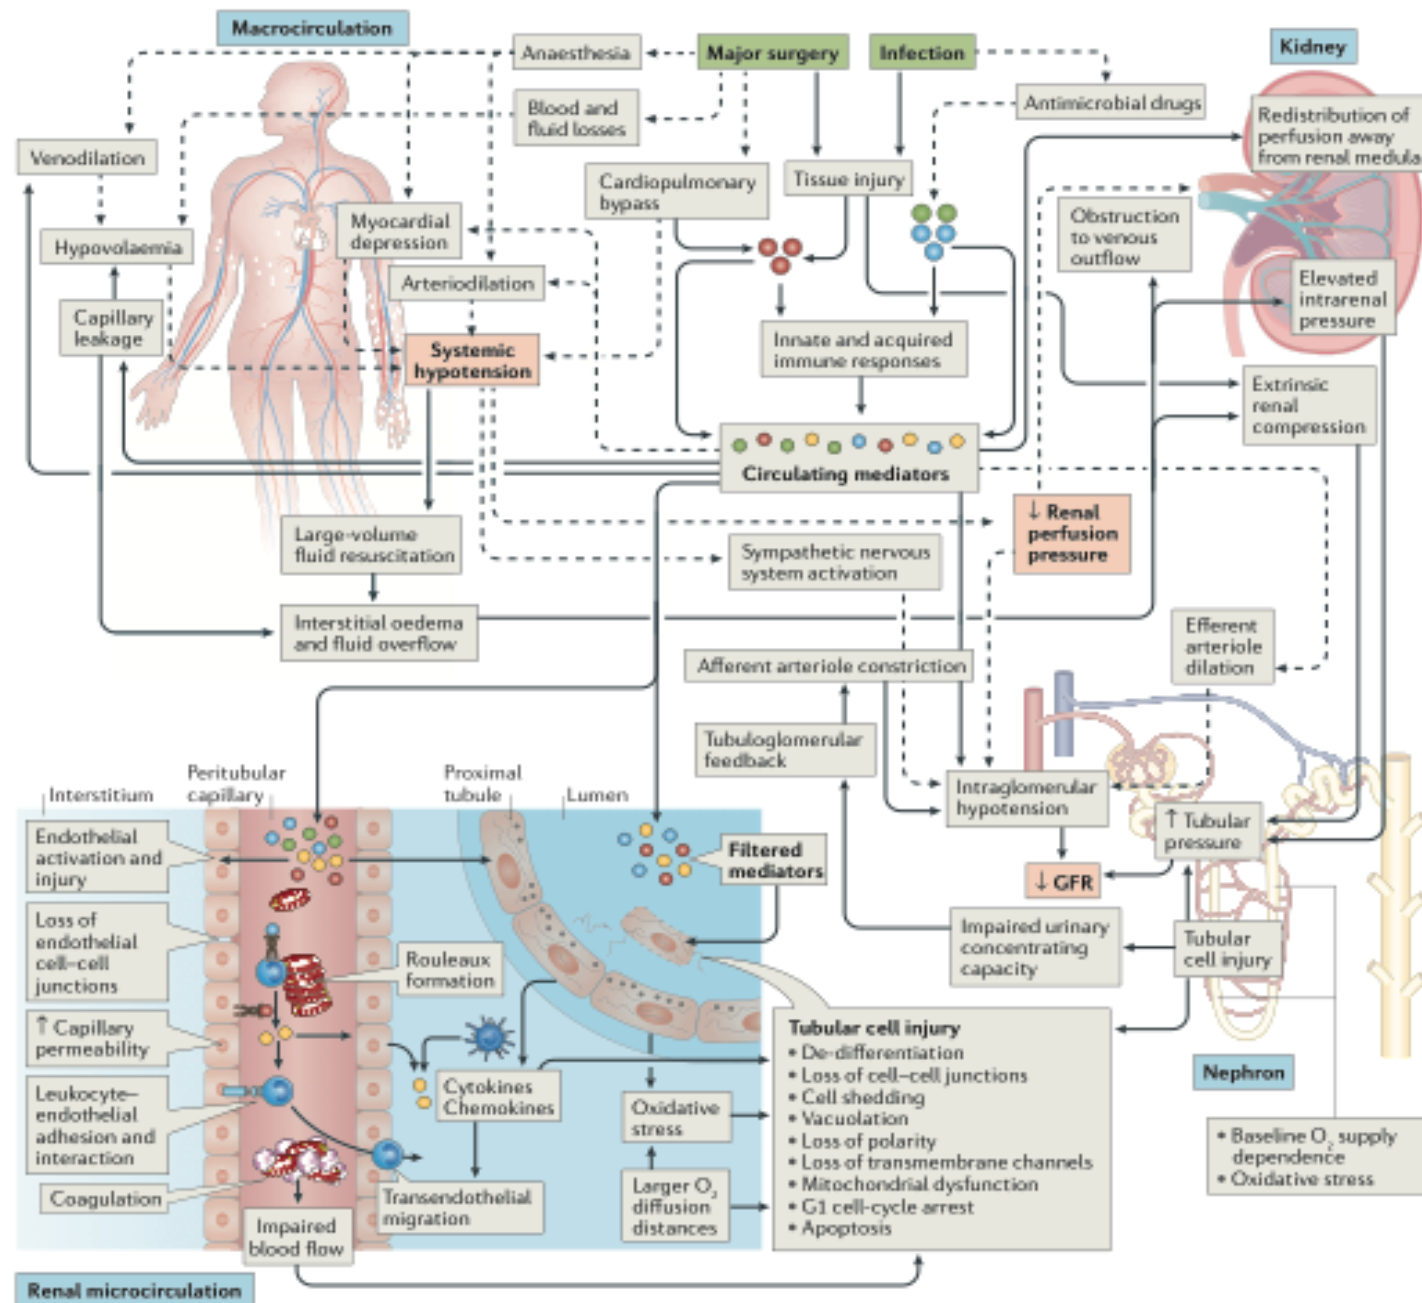 Macrocirculation
Anaesthesia
Major surgery
Infection
Kidney
Blood and
fluid losses
Antimicrobial drugs
Redistribution of
perfusion away
from renal medula
Venodilation
Cardiopulmonary
bypass
Tissue injury
Myocardial
depression
Obstruction
to venous
outflow
Hypovolaemia
Arteriodilation
Elevated
intrarenal
pressure
Capillary
leakage
Systemic
hypotension
Innate and acquired
immune responses
Extrinsic
renal
compression
Circulating mediators
Large-volume
fluid resuscitation
Sympathetic nervous
system activation
↓ Renal
perfusion
pressure
Interstitial oedema
and fluid overflow
Efferent
arteriole
dilation
Afferent arteriole constriction
Tubuloglomerular
feedback
Intraglomerular
hypotension
↑ Tubular
pressure
↓ GFR
Impaired urinary
concentrating
capacity
Tubular
cell injury
Interstitium
Peritubular
capillary
Proximal
tubule
Lumen
Endothelial
activation and
injury
Filtered
mediators
Loss of
endothelial
cell–cell
junctions
Rouleaux
formation
↑ Capillary
permeability
Leukocyte–
endothelial
adhesion and
interaction
Cytokines
Chemokines
Oxidative
stress
Coagulation
Transendothelial
migration
Larger O₂
diffusion
distances
Impaired
blood flow
Tubular cell injury
• De-differentiation
• Loss of cell–cell junctions
• Cell shedding
• Vacuolation
• Loss of polarity
• Loss of transmembrane channels
• Mitochondrial dysfunction
• G1 cell-cycle arrest
• Apoptosis
Nephron
• Baseline O₂ supply
dependence
• Oxidative stress
Renal microcirculation